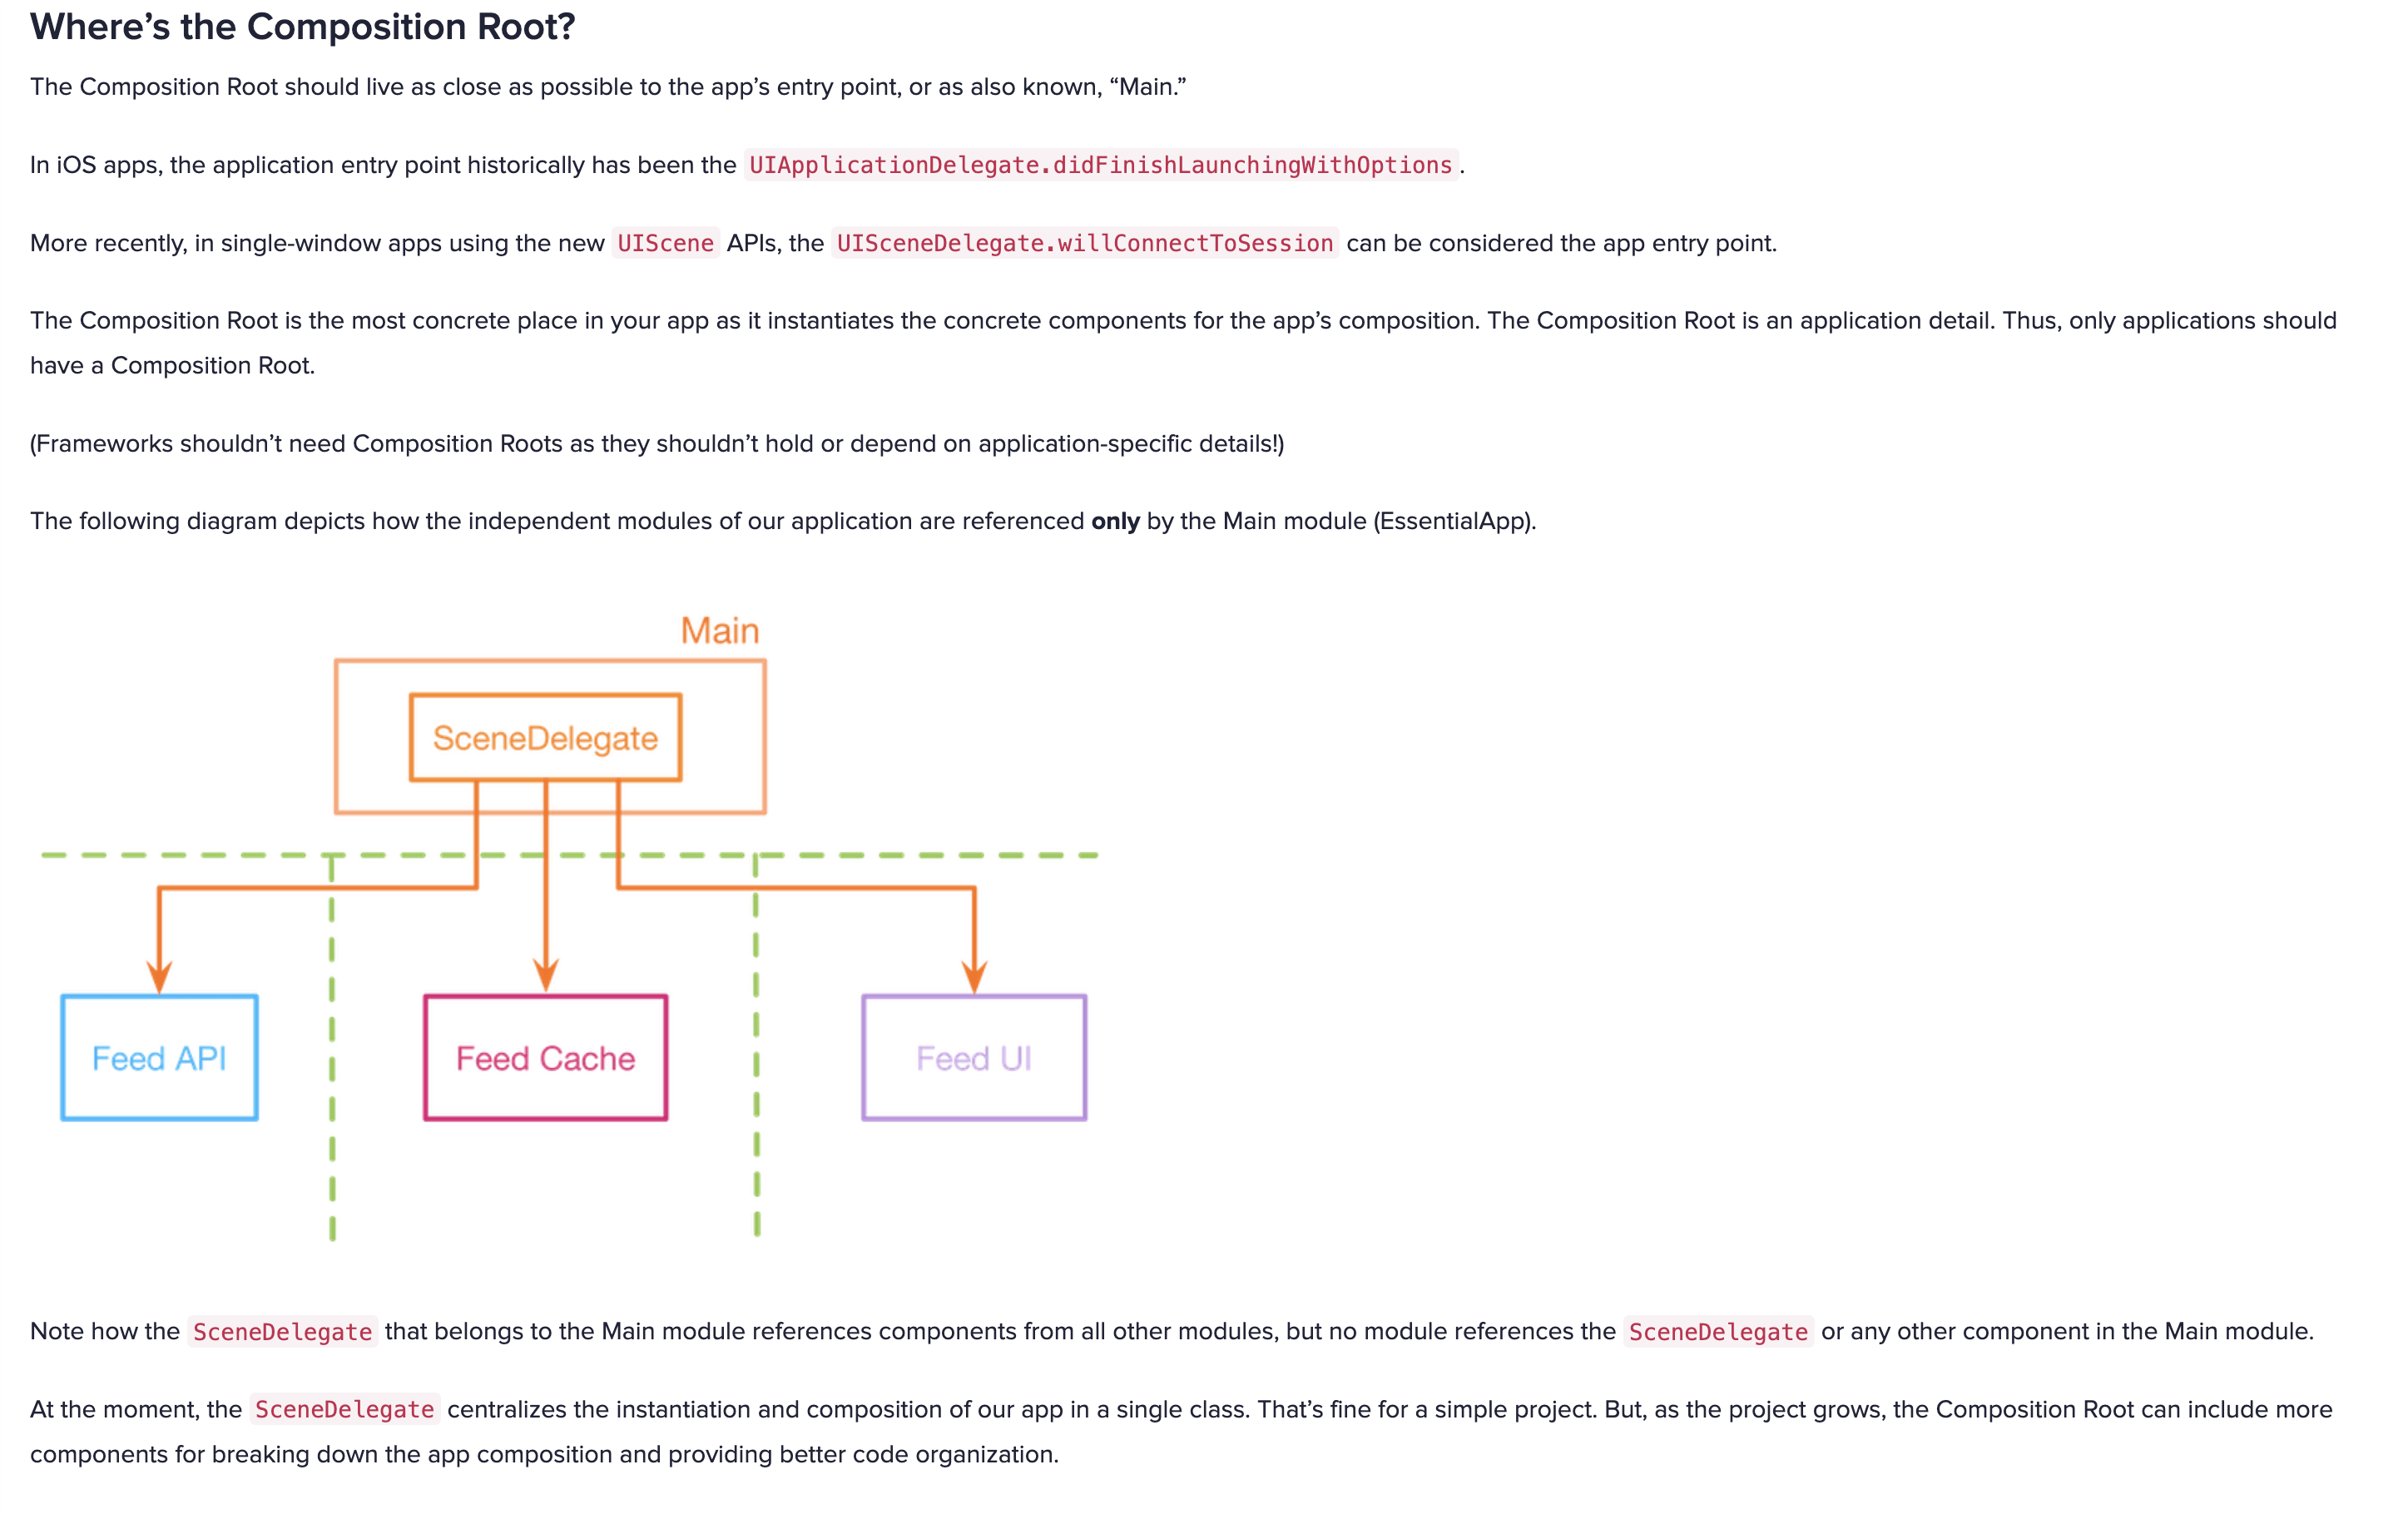 Where’s the Composition Root?
The Composition Root should live as close as possible to the app’s entry point, or as also known, “Main.”
In iOS apps, the application entry point historically has been the UIApplicationDelegate.didFinishLaunchingWithOptions.
More recently, in single-window apps using the new UIScene APIs, the UISceneDelegate.willConnectToSession can be considered the app entry point.
The Composition Root is the most concrete place in your app as it instantiates the concrete components for the app’s composition. The Composition Root is an application detail. Thus, only applications should
have a Composition Root.
(Frameworks shouldn’t need Composition Roots as they shouldn’t hold or depend on application-specific details!)
The following diagram depicts how the independent modules of our application are referenced only by the Main module (EssentialApp).
Main
SceneDelegate
Feed API
Feed Cache
Feed UI
Note how the SceneDelegate that belongs to the Main module references components from all other modules, but no module references the SceneDelegate or any other component in the Main module.
At the moment, the SceneDelegate centralizes the instantiation and composition of our app in a single class. That’s fine for a simple project. But, as the project grows, the Composition Root can include more
components for breaking down the app composition and providing better code organization.